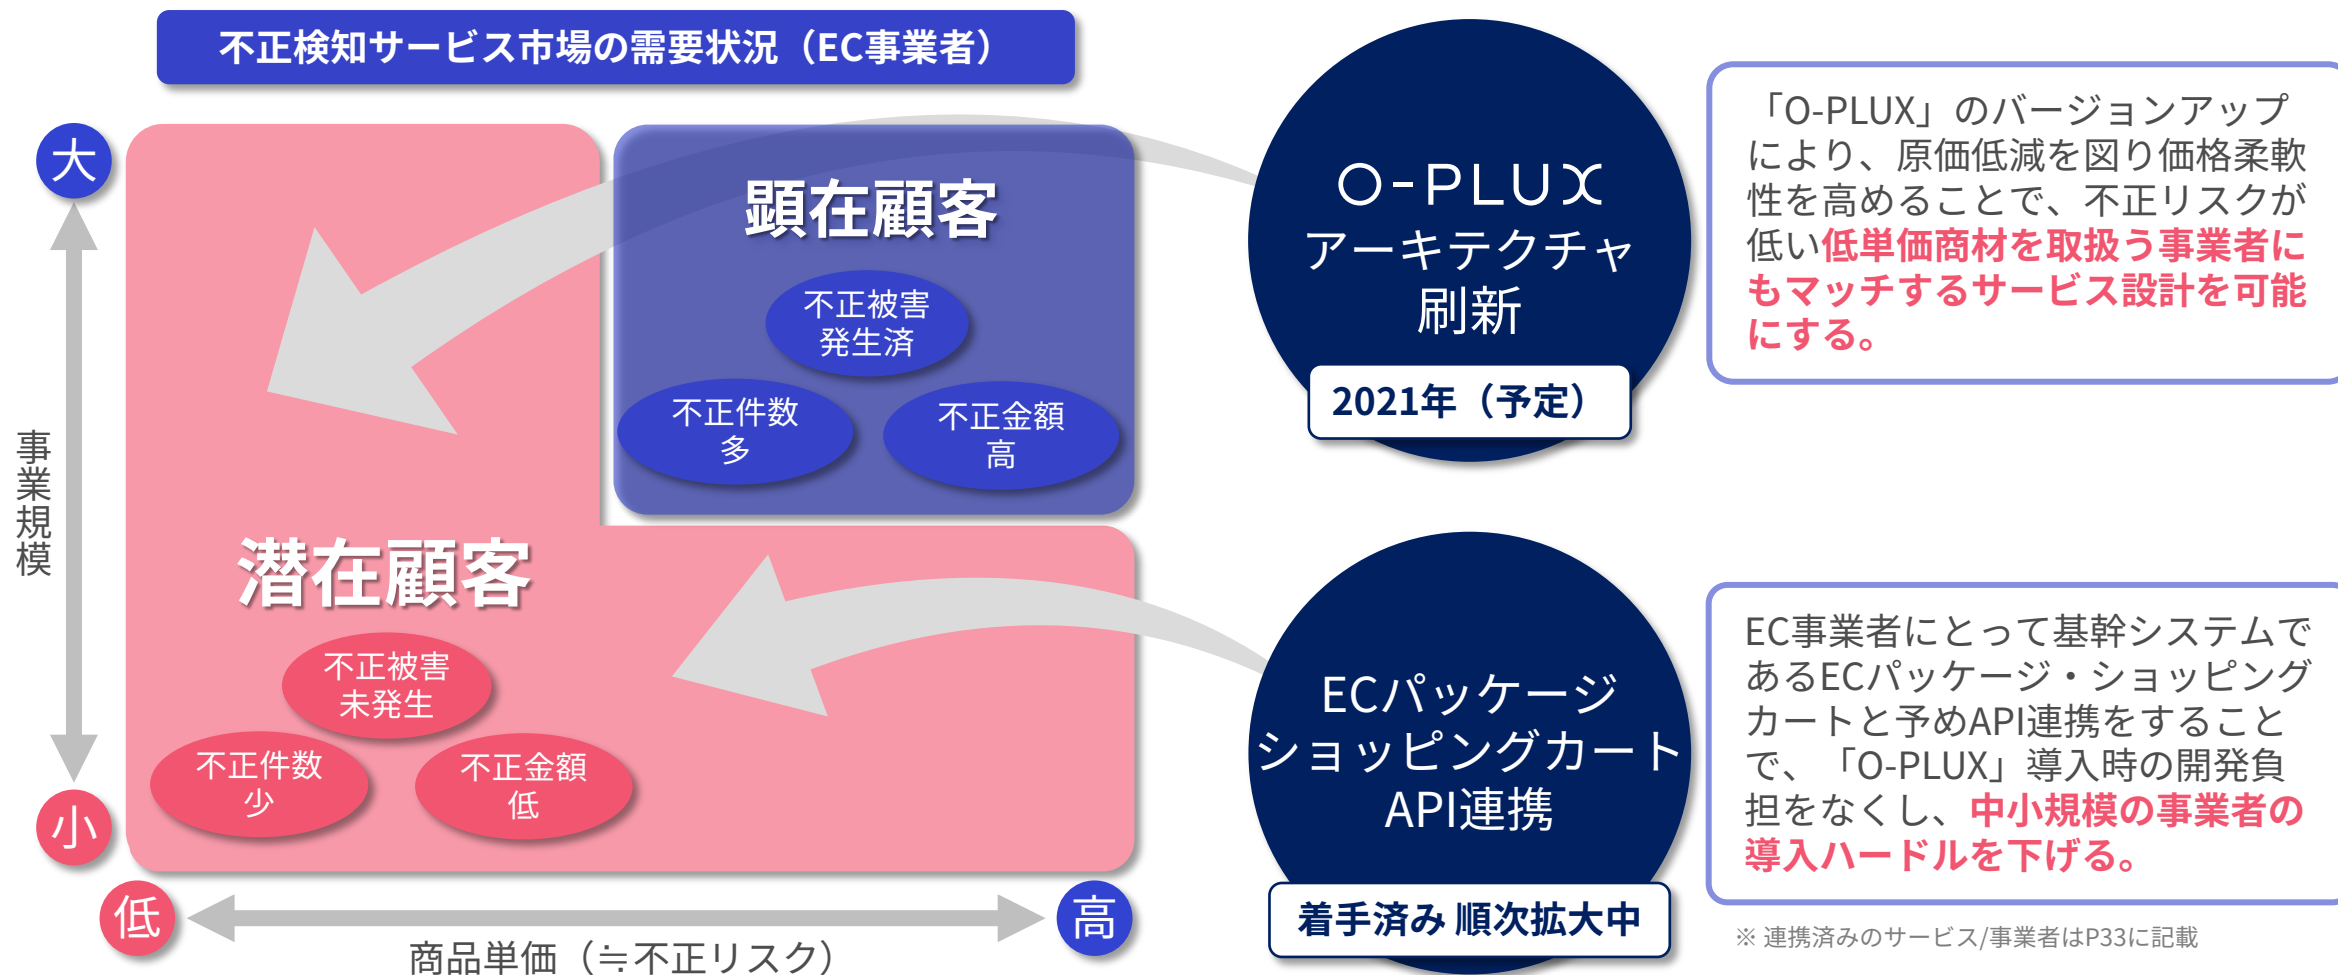 不正検知サービス市場の需要状況（EC事業者）
大
事業規模
小
顕在顧客
不正被害
発生済
不正件数
多
不正金額
高
潜在顧客
不正被害
未発生
不正件数
少
不正金額
低
低
高
商品単価（≒不正リスク）
O-PLUX
アーキテクチャ
刷新
2021年（予定）
「O-PLUX」のバージョンアップ
により、原価低減を図り価格柔軟
性を高めることで、不正リスクが
低い低単価商材を取扱う事業者に
もマッチするサービス設計を可能
にする。
ECパッケージ
ショッピングカート
API連携
着手済み 順次拡大中
EC事業者にとって基幹システムで
あるECパッケージ・ショッピング
カートと予めAPI連携をすること
で、「O-PLUX」導入時の開発負
担をなくし、中小規模の事業者の
導入ハードルを下げる。
※ 連携済みのサービス/事業者はP33に記載